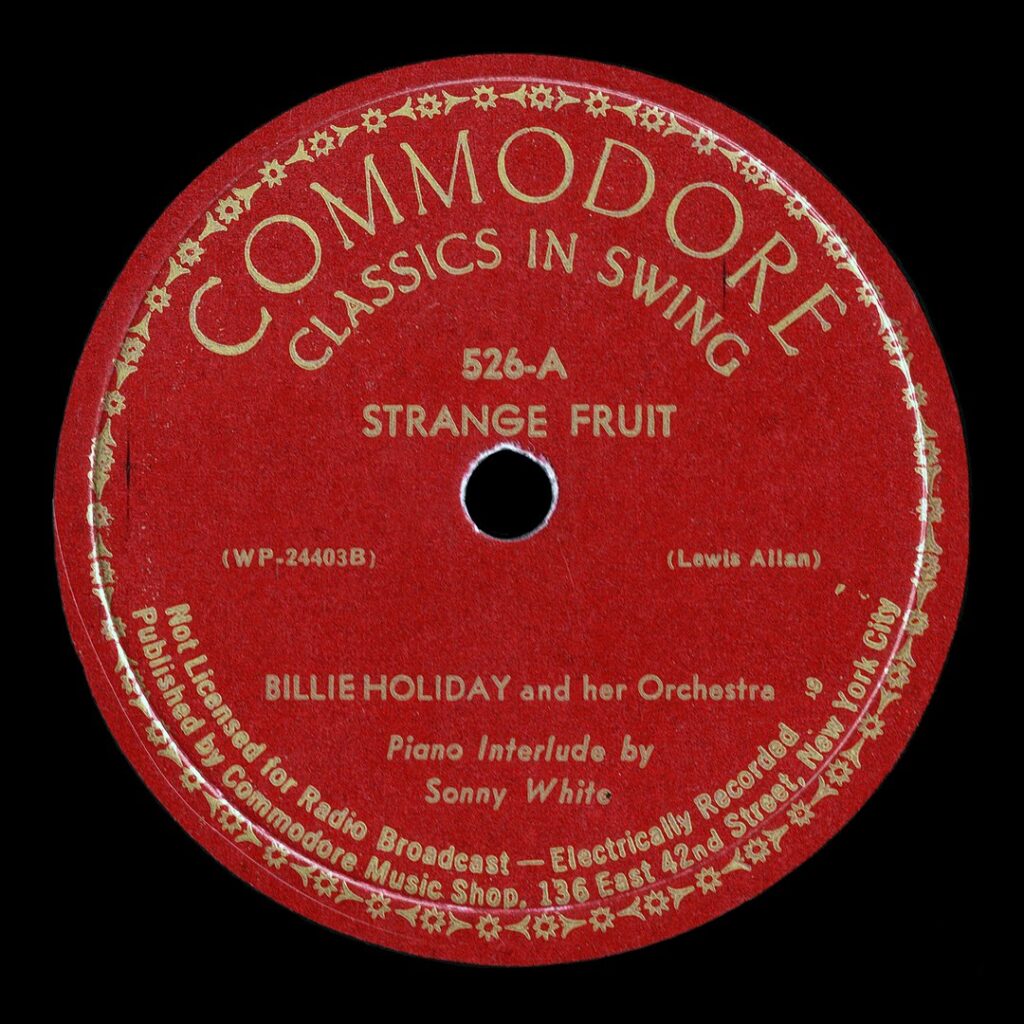 COMMODORE
CLASSICS IN SWING
526-A
STRANGE FRUIT
(WP-24403B)
(Lewis Allan)
BILLIE HOLIDAY and her Orchestra
Piano Interlude by
Sonny White
Not Licensed for Radio Broadcast — Electrically Recorded
Published by Commodore Music Shop, 136 East 42nd Street, New York City